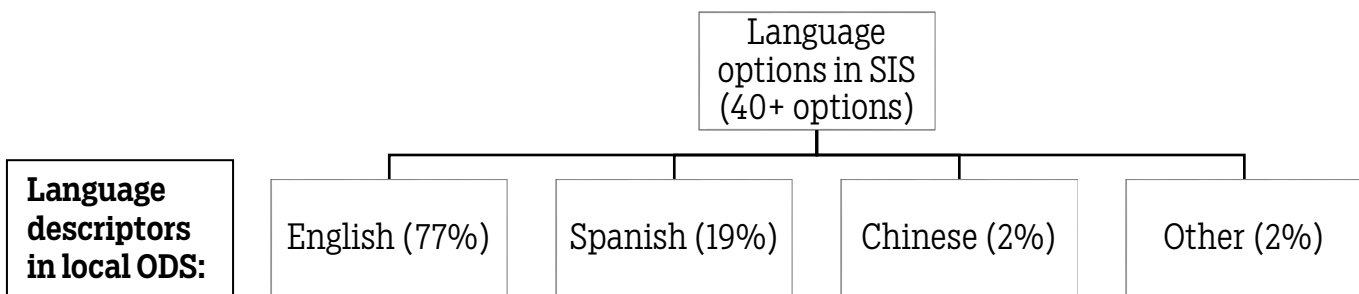 Language
options in SIS
(40+ options)
Language
descriptors
in local ODS:
English (77%)
Spanish (19%)
Chinese (2%)
Other (2%)